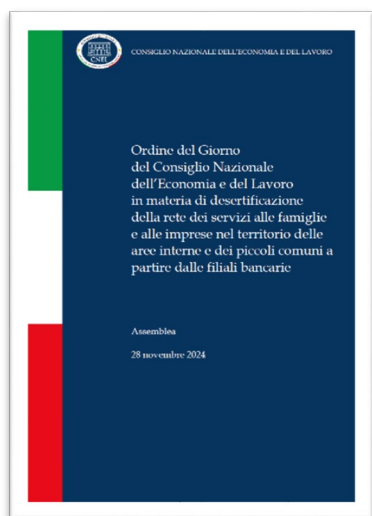 CNEL
CONSIGLIO NAZIONALE DELL'ECONOMIA E DEL LAVORO
Ordine del Giorno
del Consiglio Nazionale
dell'Economia e del Lavoro
in materia di desertificazione
della rete dei servizi alle famiglie
e alle imprese nel territorio delle
aree interne e dei piccoli comuni a
partire dalle filiali bancarie
Assemblea
28 novembre 2024